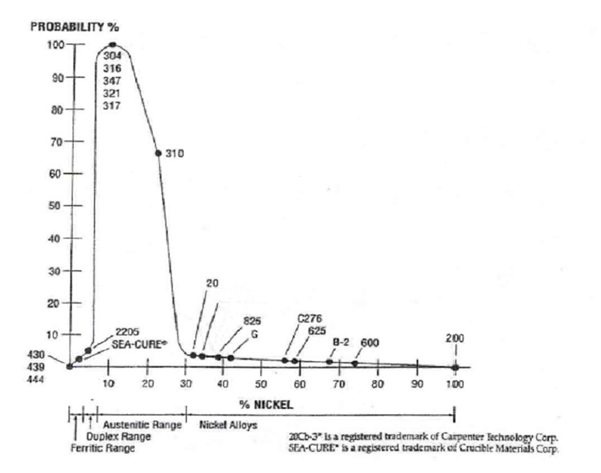 PROBABILITY %
100
304
316
347
321
317
90
80
70
310
60
50
40
30
20
20
825
G
C276
625
B-2
600
200
10
2205
SEA-CURE®
430
439
444
10 20 30 40 50 60 70 80 90 100
% NICKEL
Austenitic Range
Nickel Alloys
Duplex Range
Ferritic Range
20Cb-3® is a registered trademark of Carpenter Technology Corp.
SEA-CURE® is a registered trademark of Crucible Materials Corp.